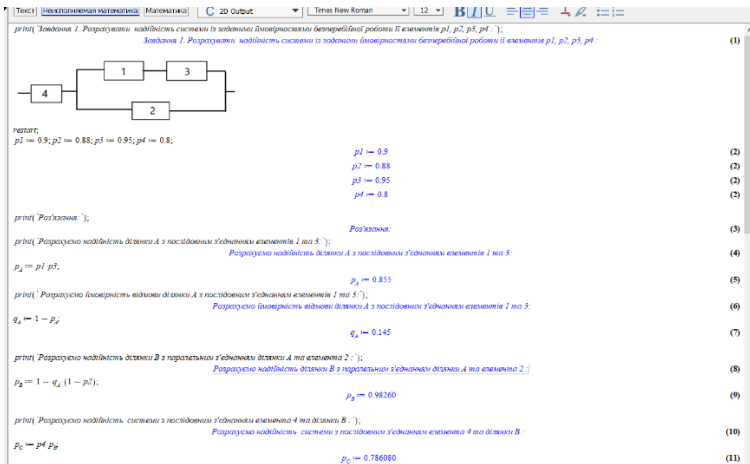 Текст Неисполняемая математика Математика C 2D Output Times New Roman 12 B I U
print(`Завдання 1. Розрахувати надійність системи із заданими ймовірностями безперебійної роботи її елементів p1, p2, p3, p4 :`);
Завдання 1. Розрахувати надійність системи із заданими ймовірностями безперебійної роботи її елементів p1, p2, p3, p4 : (1)
1 3
4
2
restart;
p1 := 0.9; p2 := 0.88; p3 := 0.95; p4 := 0.8;
p1 := 0.9 (2)
p2 := 0.88 (2)
p3 := 0.95 (2)
p4 := 0.8 (2)
print(`Розв'язання:`);
Розв'язання: (3)
print(`Розрахуємо надійність ділянки A з послідовним з'єднанням елементів 1 та 3:`);
Розрахуємо надійність ділянки A з послідовним з'єднанням елементів 1 та 3: (4)
p_A := p1·p3;
p_A := 0.855 (5)
print(` Розрахуємо ймовірність відмови ділянки A з послідовним з'єднанням елементів 1 та 3:`);
Розрахуємо ймовірність відмови ділянки A з послідовним з'єднанням елементів 1 та 3: (6)
q_A := 1 − p_A;
q_A := 0.145 (7)
print(`Розрахуємо надійність ділянки B з паралельним з'єднанням ділянки A та елемента 2 :`);
Розрахуємо надійність ділянки B з паралельним з'єднанням ділянки A та елемента 2 : (8)
p_B := 1 − q_A·(1 − p2);
p_B := 0.98260 (9)
print(`Розрахуємо надійність системи з послідовним з'єднанням елемента 4 та ділянки B :`);
Розрахуємо надійність системи з послідовним з'єднанням елемента 4 та ділянки B : (10)
p_C := p4·p_B;
p_C := 0.786080 (11)